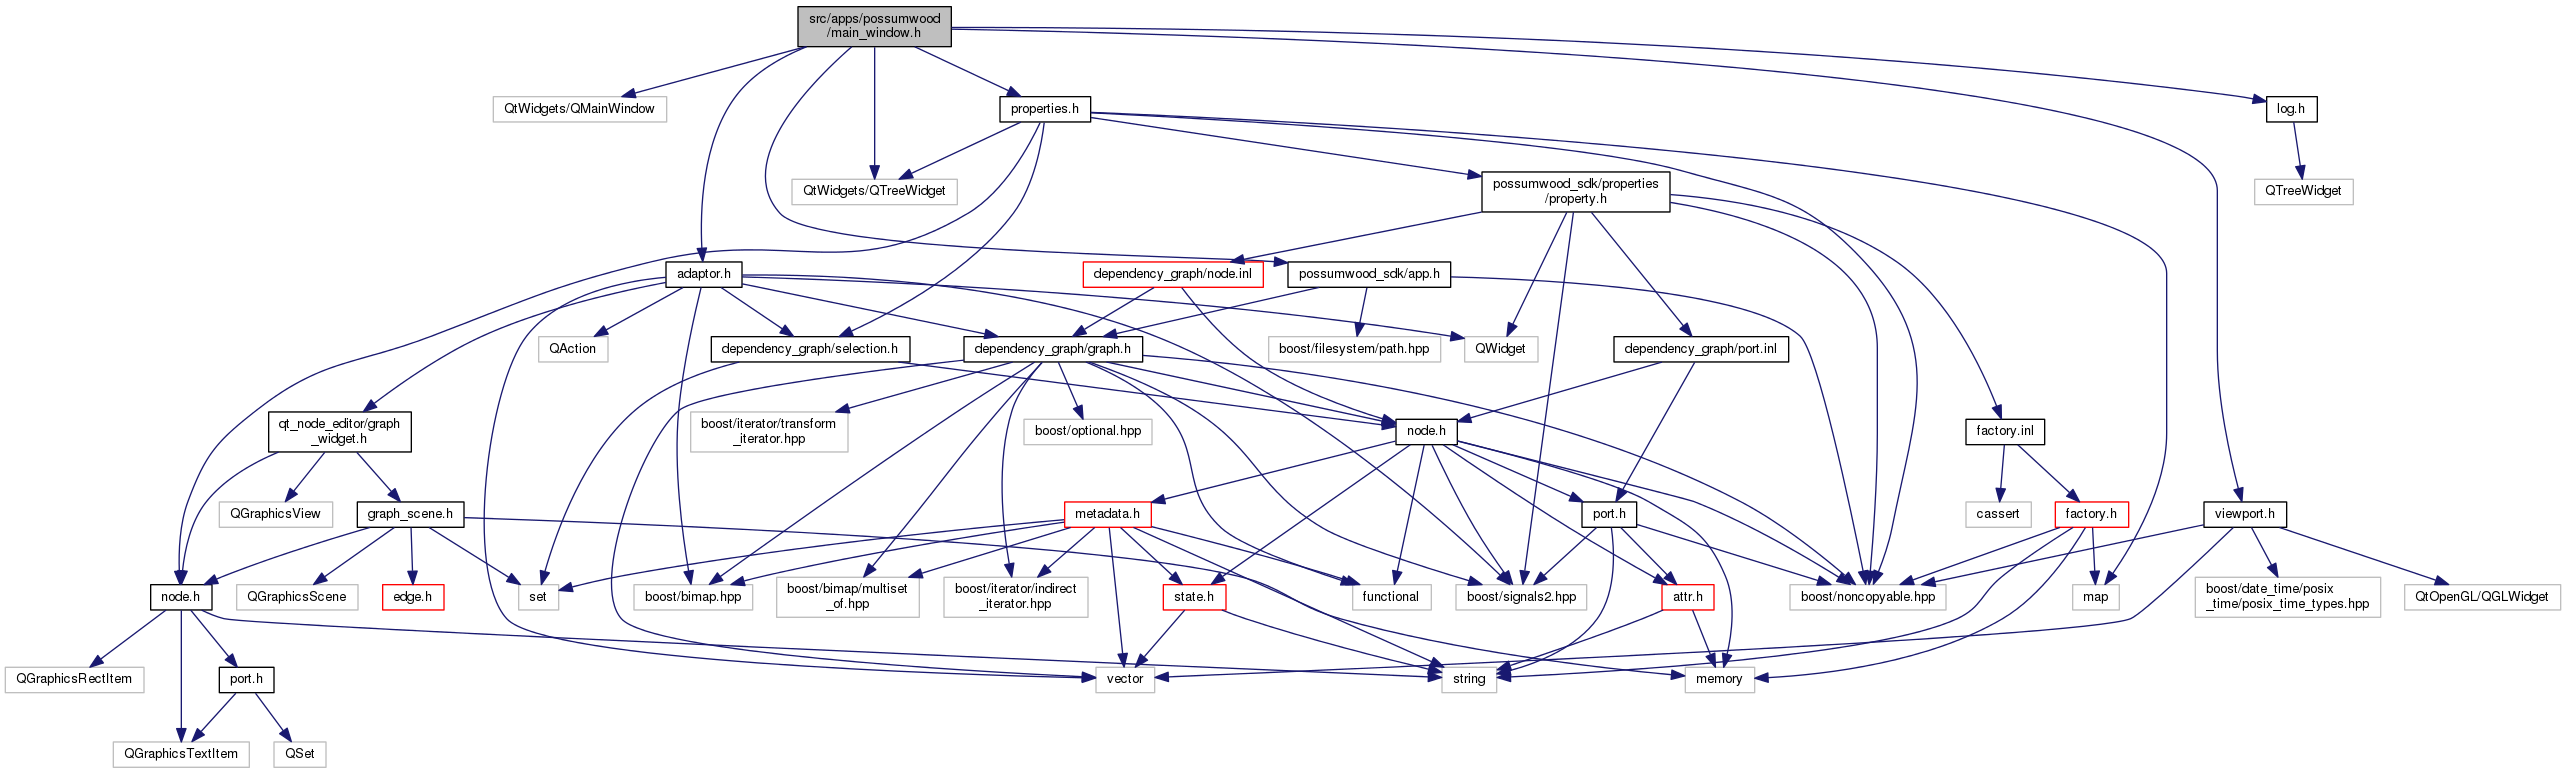 src/apps/possumwood
/main_window.h
QtWidgets/QMainWindow
properties.h
log.h
QtWidgets/QTreeWidget
possumwood_sdk/properties
/property.h
QTreeWidget
adaptor.h
dependency_graph/node.inl
possumwood_sdk/app.h
QAction
dependency_graph/selection.h
dependency_graph/graph.h
boost/filesystem/path.hpp
QWidget
dependency_graph/port.inl
qt_node_editor/graph
_widget.h
boost/iterator/transform
_iterator.hpp
boost/optional.hpp
node.h
factory.inl
QGraphicsView
graph_scene.h
metadata.h
port.h
cassert
factory.h
viewport.h
node.h
QGraphicsScene
edge.h
set
boost/bimap.hpp
boost/bimap/multiset
_of.hpp
boost/iterator/indirect
_iterator.hpp
state.h
functional
boost/signals2.hpp
attr.h
boost/noncopyable.hpp
map
boost/date_time/posix
_time/posix_time_types.hpp
QtOpenGL/QGLWidget
QGraphicsRectItem
port.h
vector
string
memory
QGraphicsTextItem
QSet